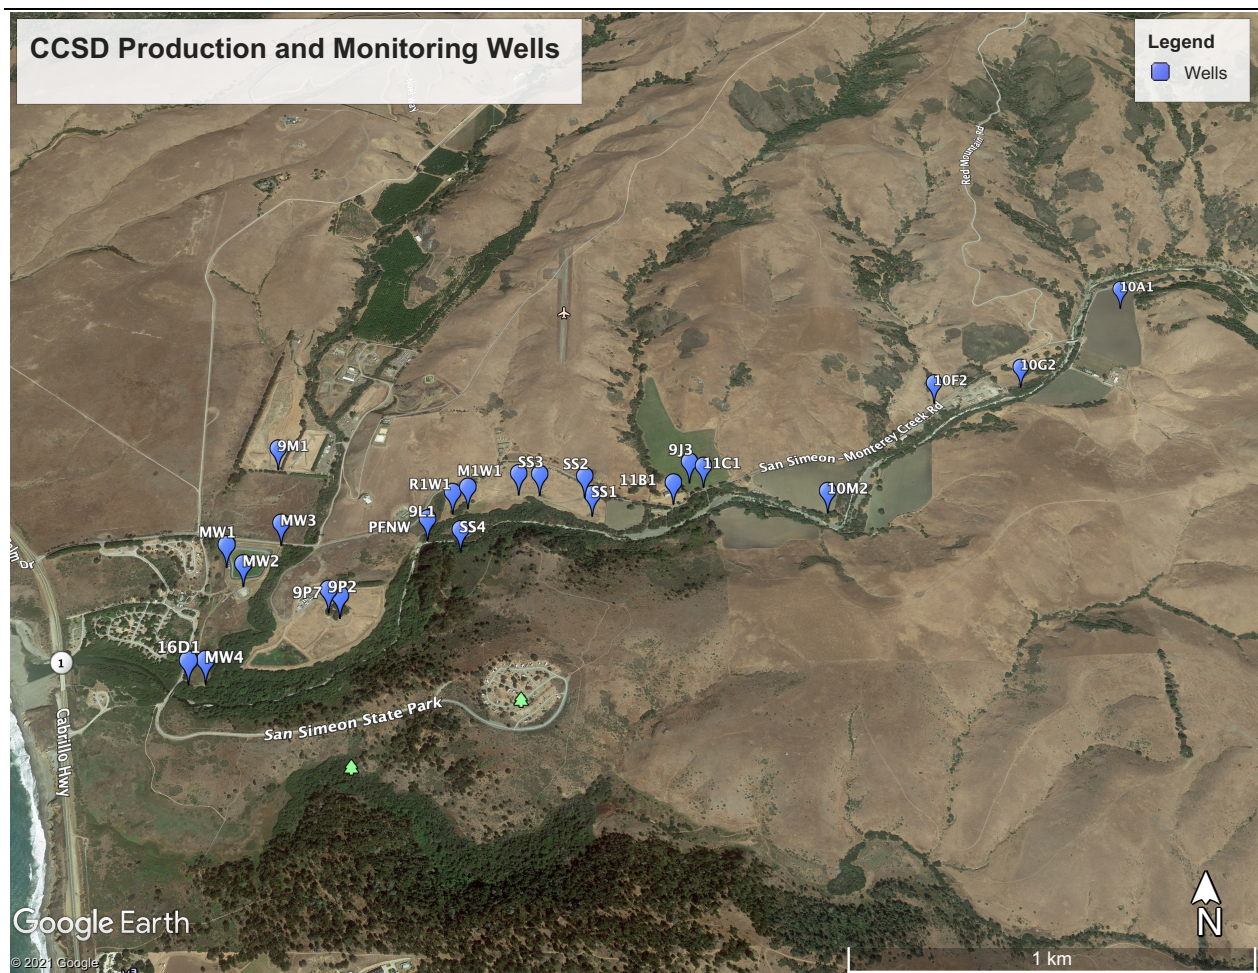 CCSD Production and Monitoring Wells
Legend
Wells
Red Mountain Rd
10A1
10G2
10F2
San Simeon -Monterey Creek Rd
9M1
9J3
11C1
SS3
SS2
M1W1
R1W1
11B1
SS1
10M2
9L1
PFNW
SS4
MW3
MW1
MW2
9P7
9P2
16D1
MW4
1
San Simeon State Park
Cabrillo Hwy
Google Earth
N
© 2021 Google
1 km